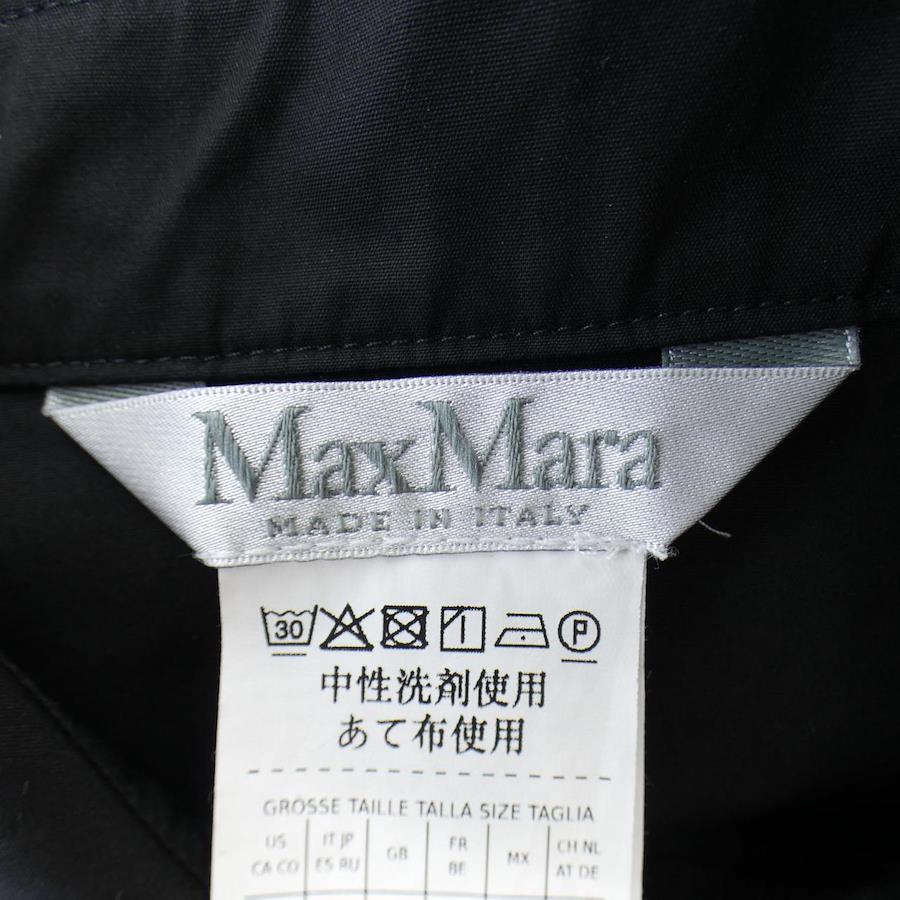 MaxMara
MADE IN ITALY
30 P
中性洗剤使用
あて布使用
GRÖSSE TAILLE TALLA SIZE TAGLIA
US IT JP GB FR MX CH NL
CA CO ES RU BE AT DE